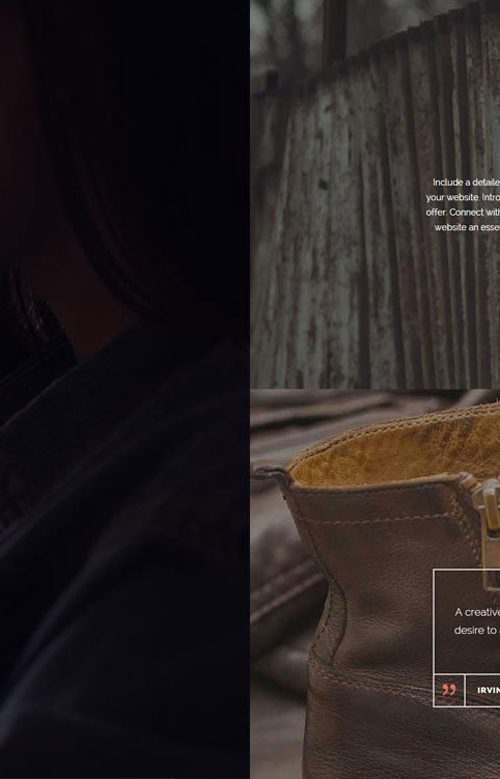 Include a detaile
your website. Intro
offer. Connect with
website an esse
A creative
desire to
”
IRVIN